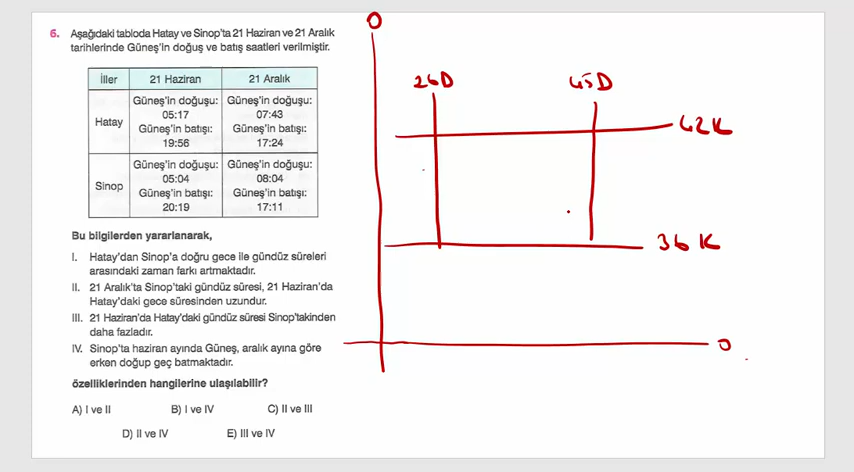 6. Aşağıdaki tabloda Hatay ve Sinop'ta 21 Haziran ve 21 Aralık
tarihlerinde Güneş'in doğuş ve batış saatleri verilmiştir.
İller 21 Haziran 21 Aralık
Hatay
Güneş'in doğuşu:
05:17
Güneş'in batışı:
19:56
Güneş'in doğuşu:
07:43
Güneş'in batışı:
17:24
Sinop
Güneş'in doğuşu:
05:04
Güneş'in batışı:
20:19
Güneş'in doğuşu:
08:04
Güneş'in batışı:
17:11
Bu bilgilerden yararlanarak,
I. Hatay'dan Sinop'a doğru gece ile gündüz süreleri
arasındaki zaman farkı artmaktadır.
II. 21 Aralık'ta Sinop'taki gündüz süresi, 21 Haziran'da
Hatay'daki gece süresinden uzundur.
III. 21 Haziran'da Hatay'daki gündüz süresi Sinop'takinden
daha fazladır.
IV. Sinop'ta haziran ayında Güneş, aralık ayına göre
erken doğup geç batmaktadır.
özelliklerinden hangilerine ulaşılabilir?
A) I ve II B) I ve IV C) II ve III
D) II ve IV E) III ve IV
0
26D 45D
42K
36K
0